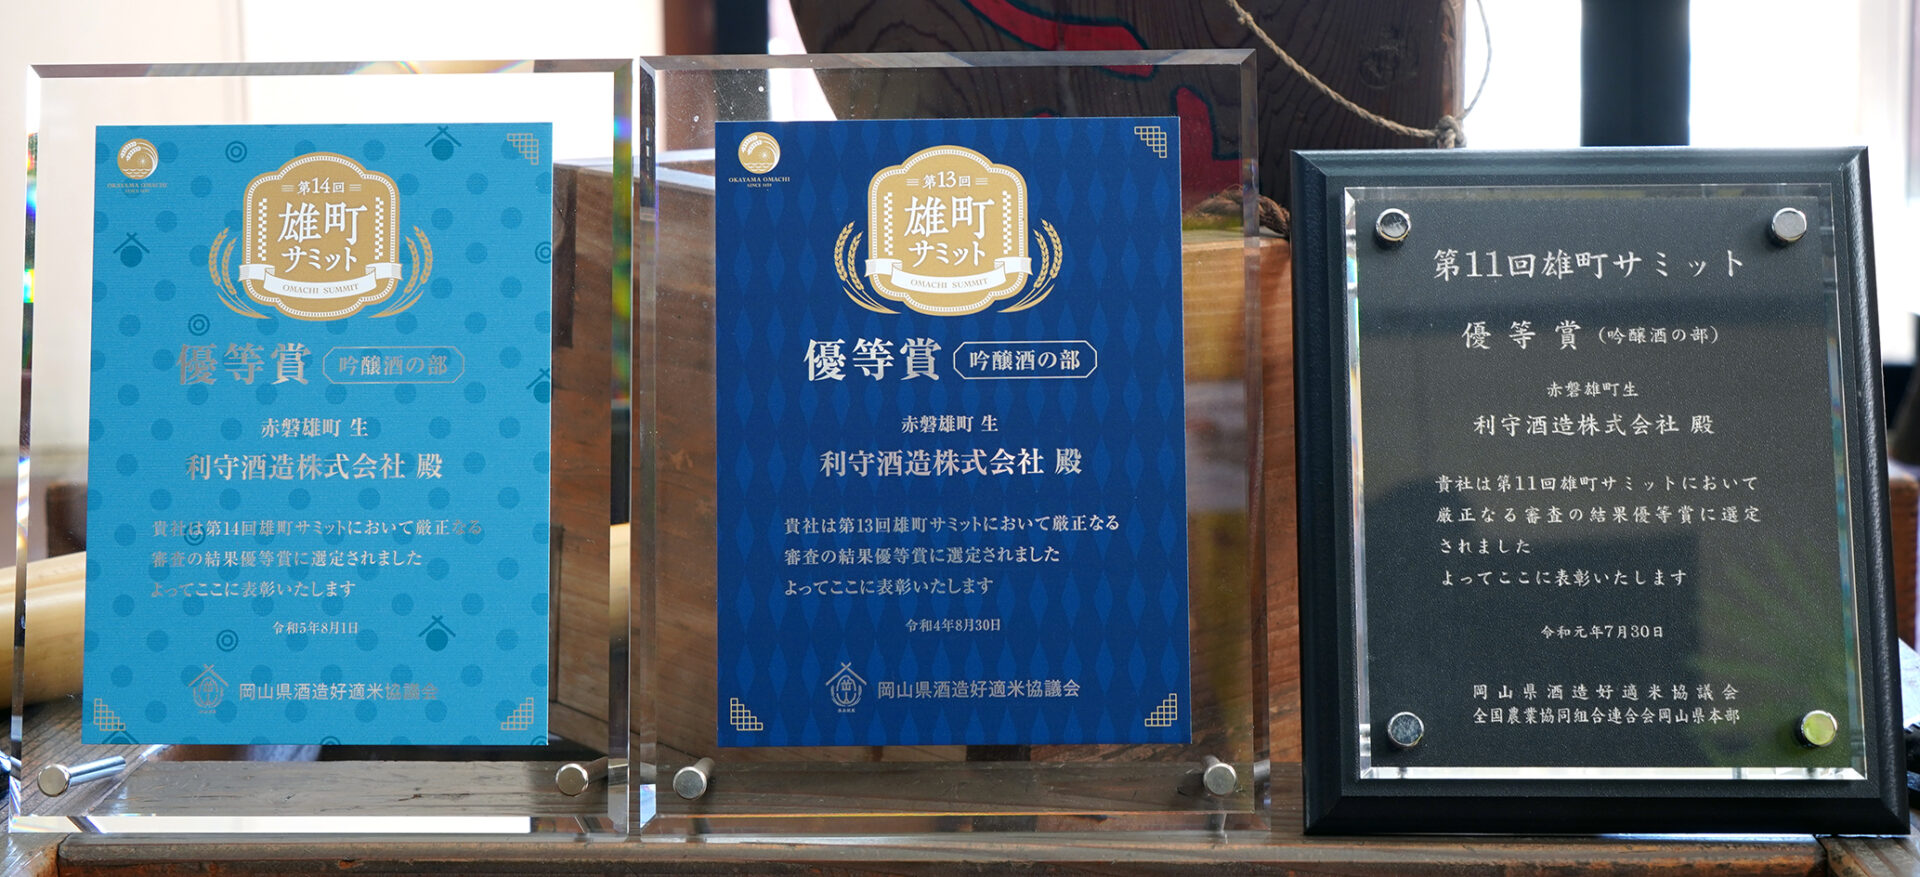 OKAYAMA OMACHI
SINCE 1859
第14回
雄町
サミット
OMACHI SUMMIT
優等賞 吟醸酒の部
赤磐雄町 生
利守酒造株式会社 殿
貴社は第14回雄町サミットにおいて厳正なる
審査の結果優等賞に選定されました
よってここに表彰いたします
令和5年8月1日
岡山県酒造好適米協議会
OKAYAMA OMACHI
SINCE 1859
第13回
雄町
サミット
OMACHI SUMMIT
優等賞 吟醸酒の部
赤磐雄町 生
利守酒造株式会社 殿
貴社は第13回雄町サミットにおいて厳正なる
審査の結果優等賞に選定されました
よってここに表彰いたします
令和4年8月30日
岡山県酒造好適米協議会
第11回雄町サミット
優等賞(吟醸酒の部)
赤磐雄町生
利守酒造株式会社 殿
貴社は第11回雄町サミットにおいて
厳正なる審査の結果優等賞に選定
されました
よってここに表彰いたします
令和元年7月30日
岡山県酒造好適米協議会
全国農業協同組合連合会岡山県本部